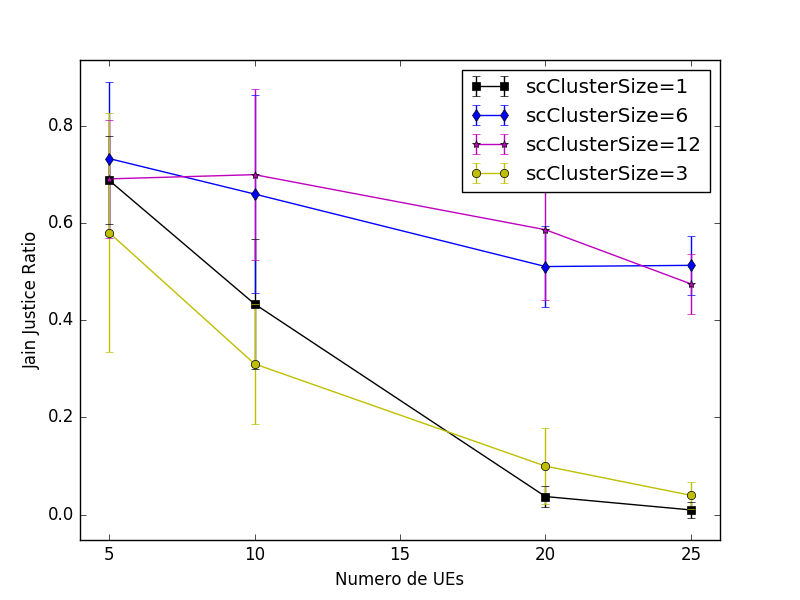 scClusterSize=1
scClusterSize=6
scClusterSize=12
scClusterSize=3
0.8
0.6
0.4
0.2
0.0
Jain Justice Ratio
5 10 15 20 25
Numero de UEs